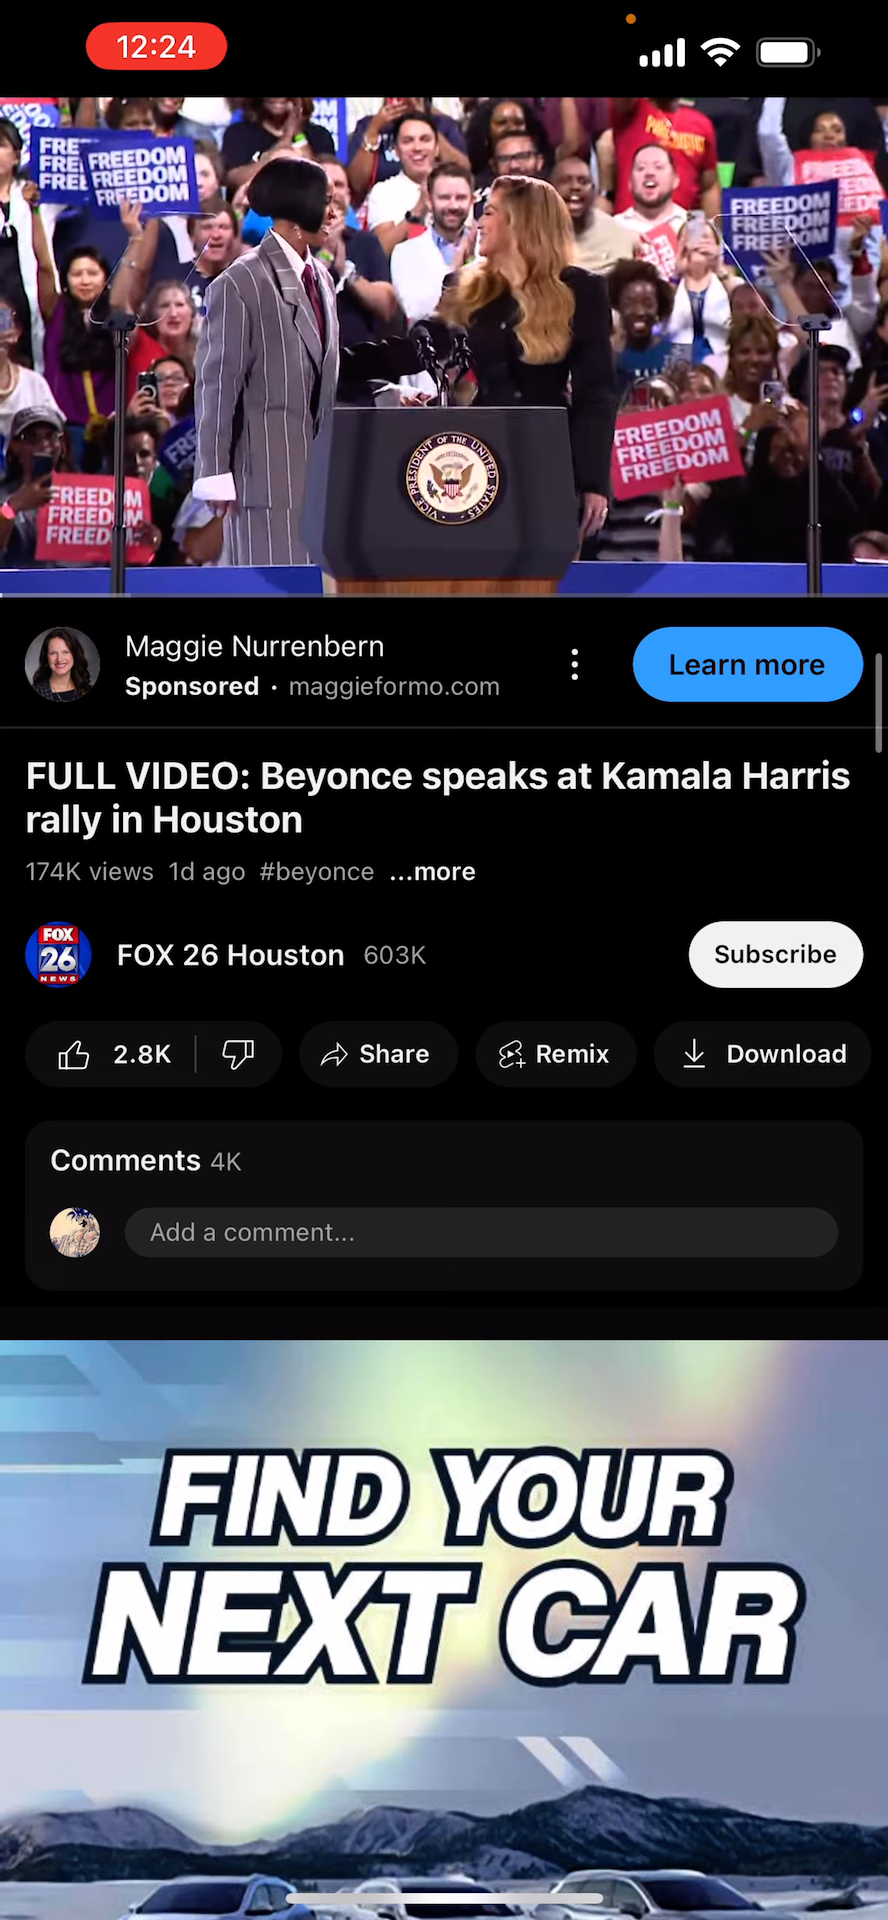 12:24
FREEDOM
FREEDOM
FREEDOM
FREEDOM
FREEDOM
FREEDOM
FREEDOM
FREEDOM
FREEDOM
FREEDOM
FREEDOM
FREEDOM
VICE PRESIDENT OF THE UNITED STATES
Maggie Nurrenbern
Sponsored · maggieformo.com
Learn more
FULL VIDEO: Beyonce speaks at Kamala Harris
rally in Houston
174K views 1d ago #beyonce ...more
FOX
26
NEWS
FOX 26 Houston 603K
Subscribe
2.8K
Share
Remix
Download
Comments 4K
Add a comment...
FIND YOUR
NEXT CAR